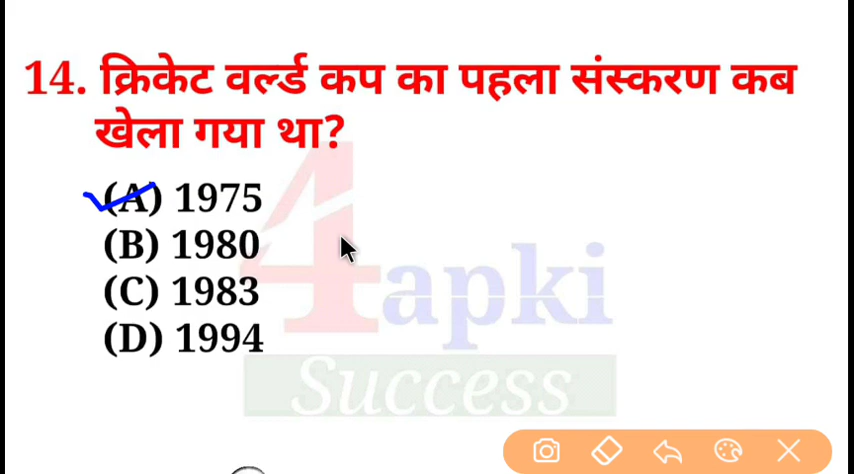 14. क्रिकेट वर्ल्ड कप का पहला संस्करण कब
खेला गया था?
(A) 1975
(B) 1980
(C) 1983
(D) 1994
4apki
Success